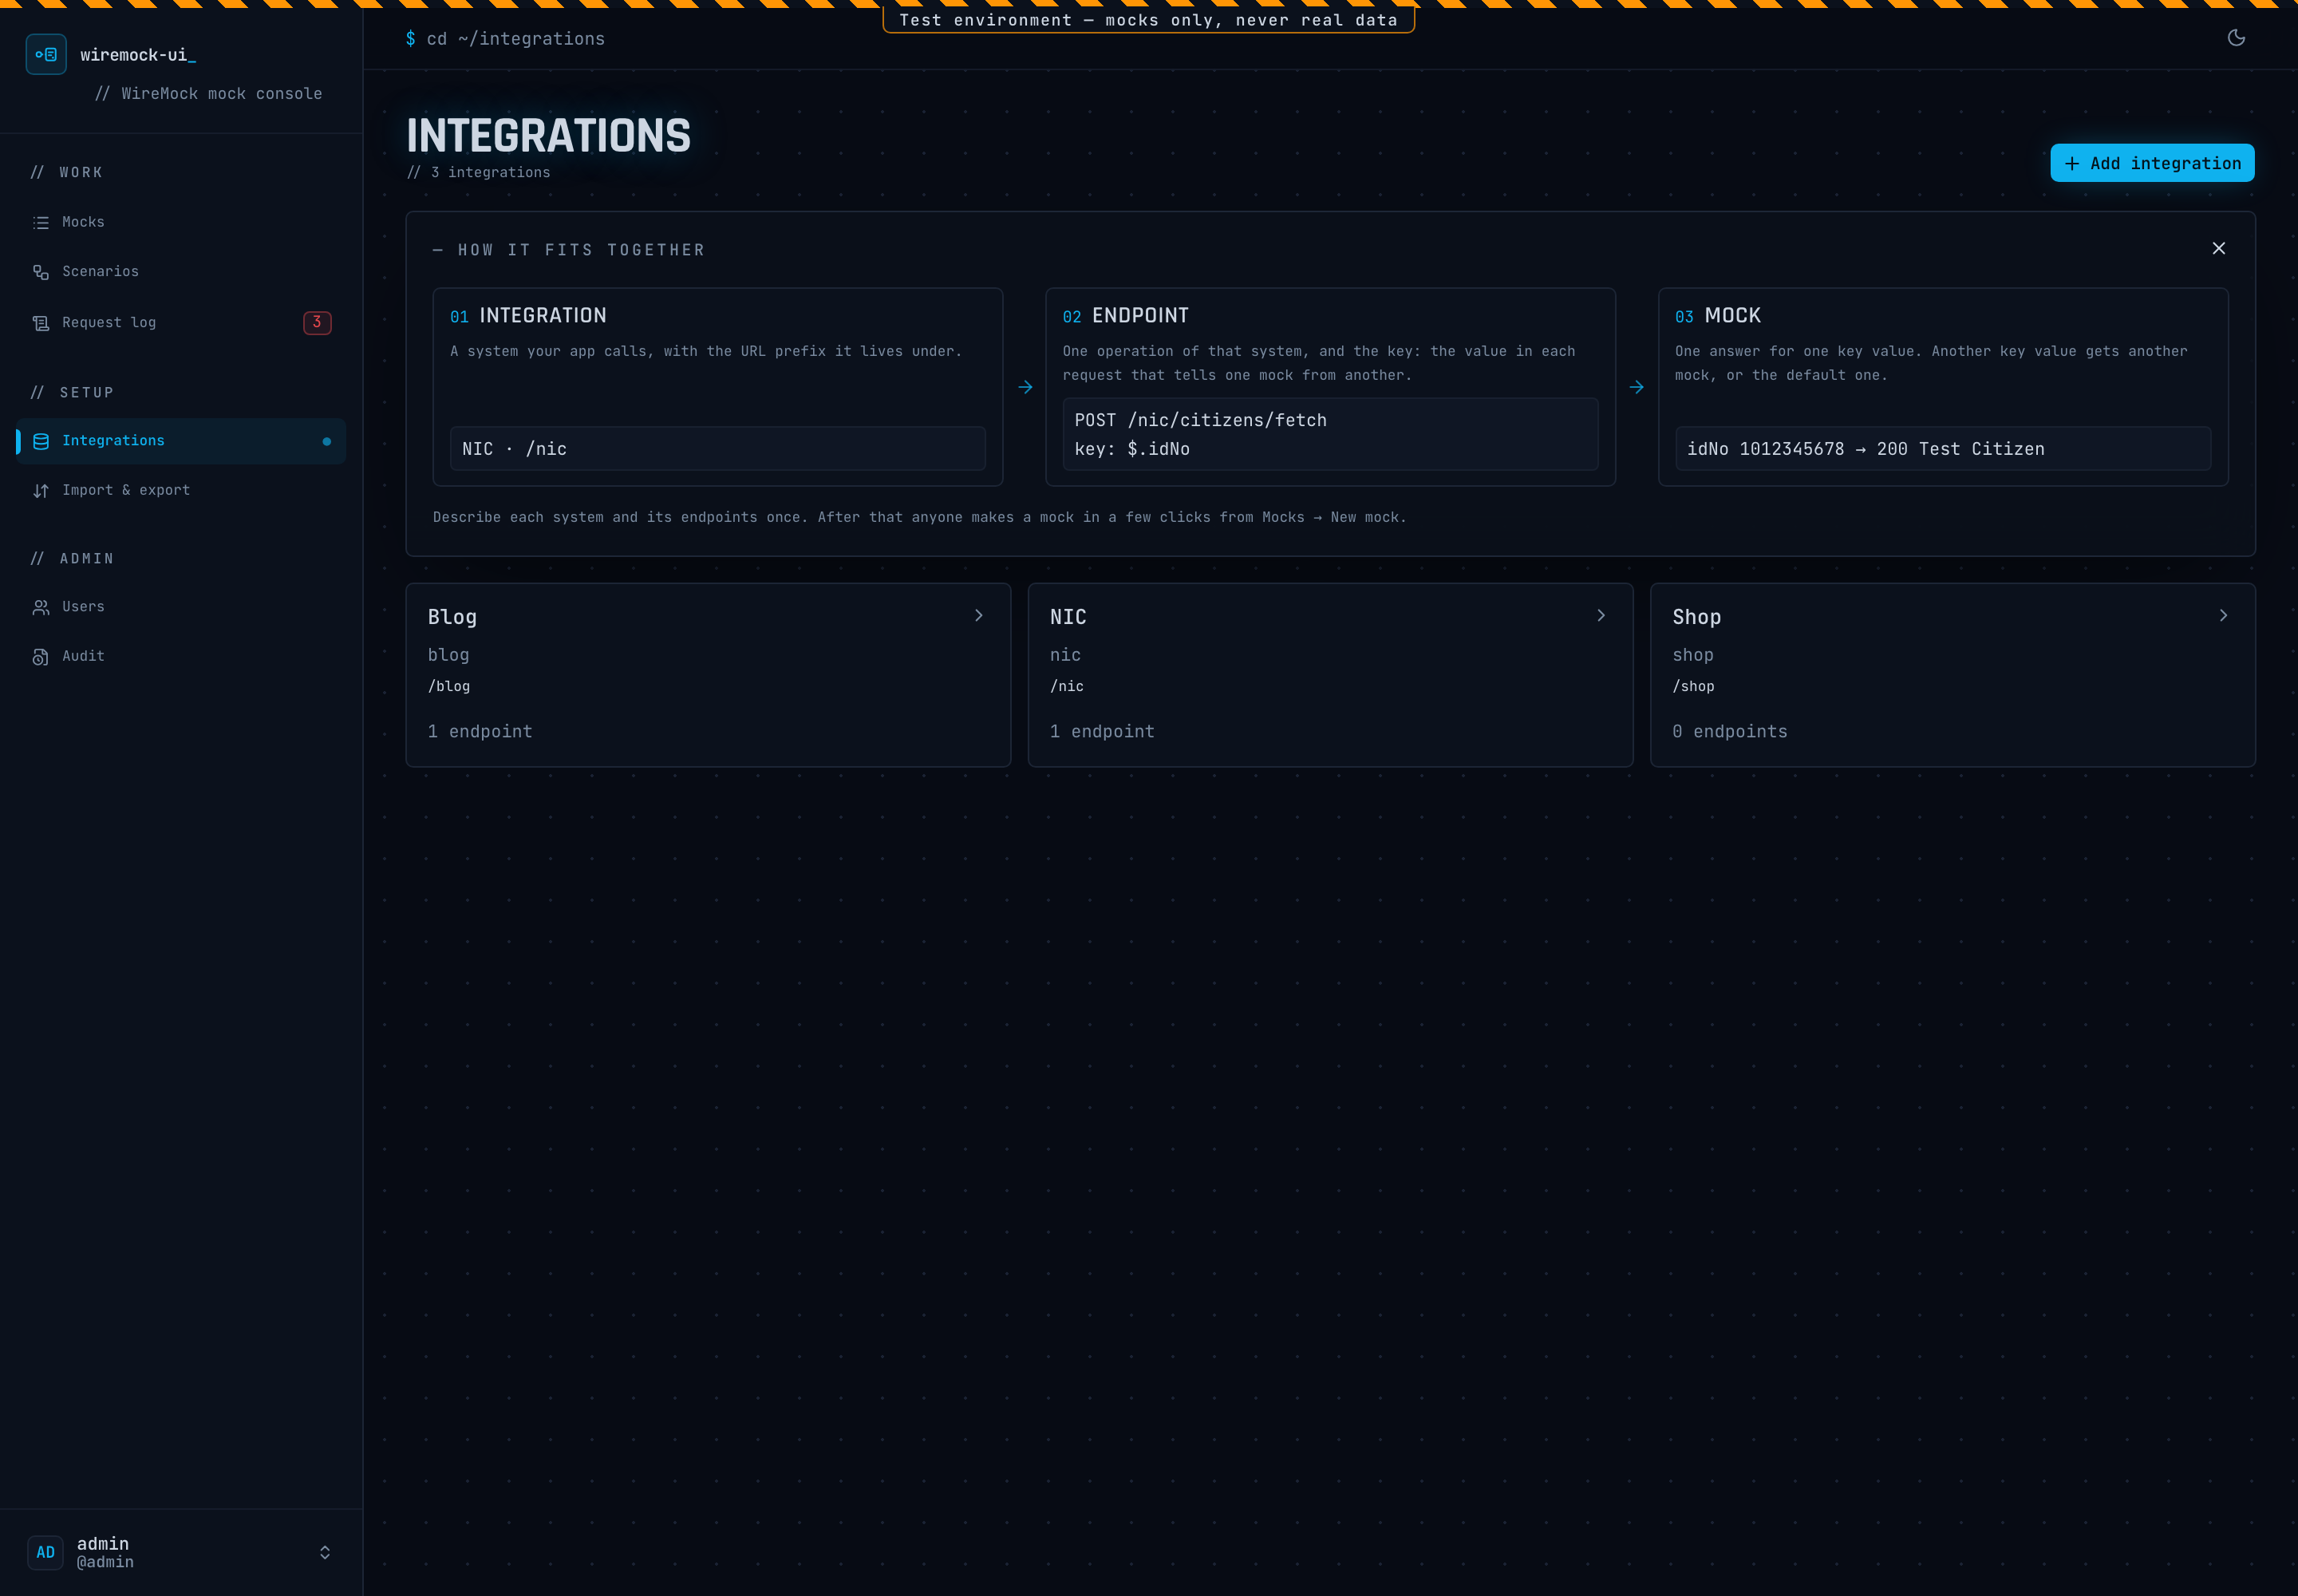 Test environment — mocks only, never real data
wiremock-ui_
// WireMock mock console
$ cd ~/integrations
// WORK
Mocks
Scenarios
Request log 3
// SETUP
Integrations
Import & export
// ADMIN
Users
Audit
AD
admin
@admin
INTEGRATIONS
// 3 integrations
+ Add integration
— HOW IT FITS TOGETHER
01 INTEGRATION
A system your app calls, with the URL prefix it lives under.
NIC · /nic
02 ENDPOINT
One operation of that system, and the key: the value in each
request that tells one mock from another.
POST /nic/citizens/fetch
key: $.idNo
03 MOCK
One answer for one key value. Another key value gets another
mock, or the default one.
idNo 1012345678 → 200 Test Citizen
Describe each system and its endpoints once. After that anyone makes a mock in a few clicks from Mocks → New mock.
Blog
blog
/blog
1 endpoint
NIC
nic
/nic
1 endpoint
Shop
shop
/shop
0 endpoints